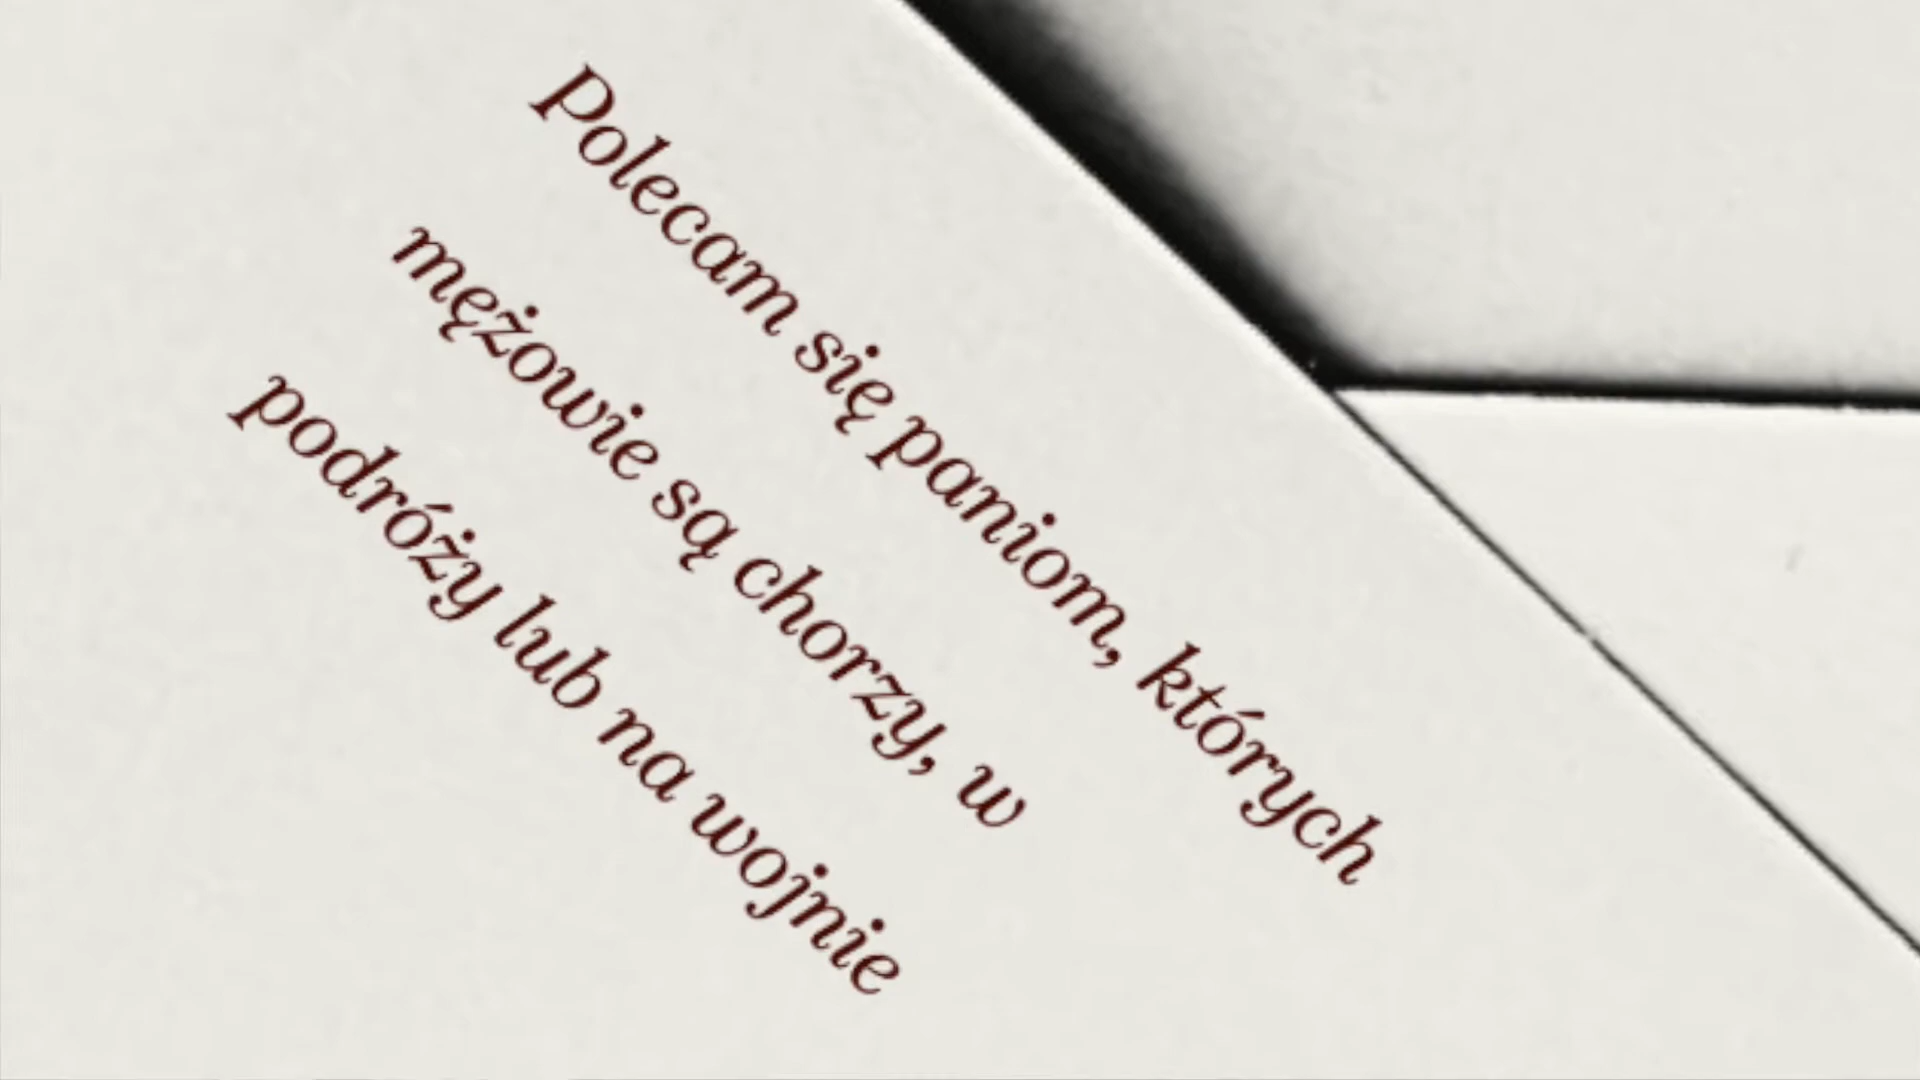 Polecam się paniom, których
mężowie są chorzy, w
podróży lub na wojnie